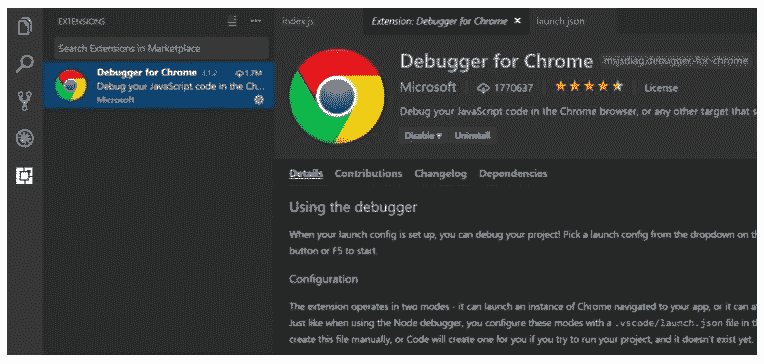 EXTENSIONS
Search Extensions in Marketplace
Debugger for Chrome 3.1.2 1.7M
Debug your JavaScript code in the Ch...
Microsoft
index.js
Extension: Debugger for Chrome ×
launch.json
Debugger for Chrome msjsdiag.debugger-for-chrome
Microsoft 1770637 License
Debug your JavaScript code in the Chrome browser, or any other target that s
Disable Uninstall
Details Contributions Changelog Dependencies
Using the debugger
When your launch config is set up, you can debug your project! Pick a launch config from the dropdown on th
button or F5 to start.
Configuration
The extension operates in two modes - it can launch an instance of Chrome navigated to your app, or it can a
Just like when using the Node debugger, you configure these modes with a .vscode/launch.json file in th
create this file manually, or Code will create one for you if you try to run your project, and it doesn't exist yet.